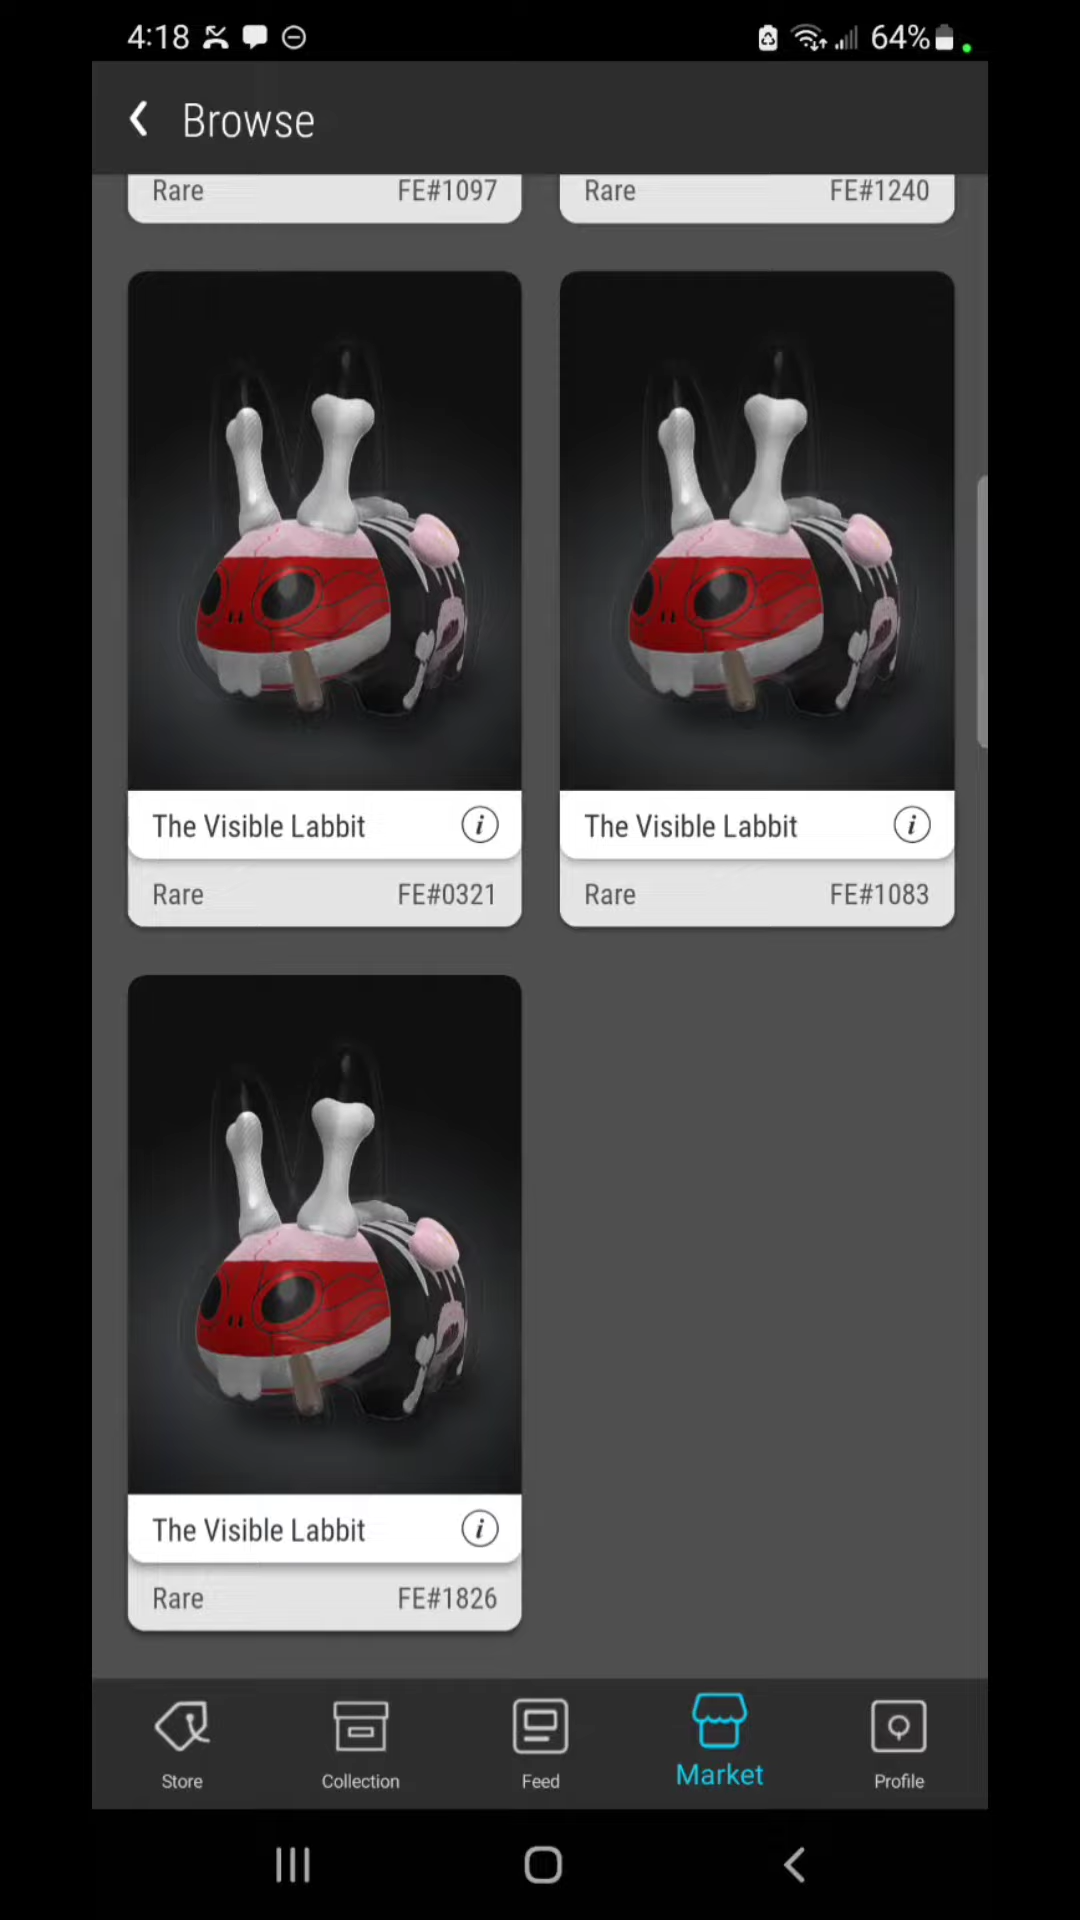 4:18 64%
Browse
Rare FE#1097 Rare FE#1240
The Visible Labbit i The Visible Labbit i
Rare FE#0321 Rare FE#1083
The Visible Labbit i
Rare FE#1826
Store Collection Feed Market Profile